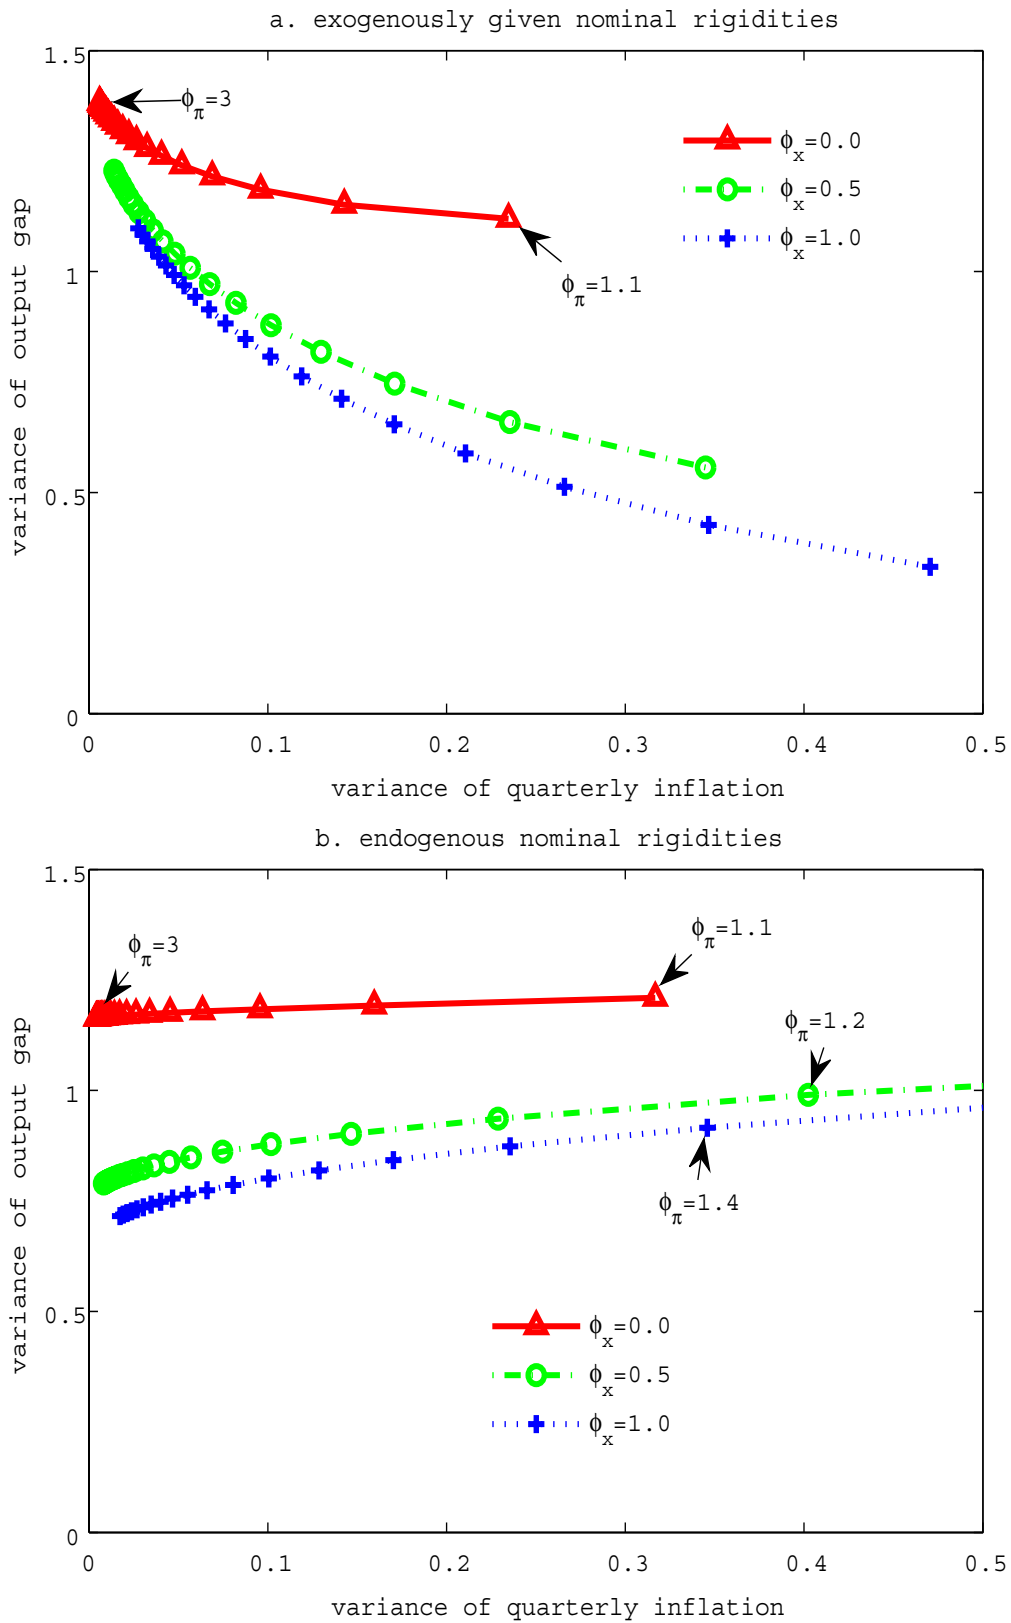 a. exogenously given nominal rigidities
1.5
ϕπ=3
ϕx=0.0
ϕx=0.5
ϕx=1.0
1
ϕπ=1.1
0.5
0
0 0.1 0.2 0.3 0.4 0.5
variance of output gap
variance of quarterly inflation
b. endogenous nominal rigidities
1.5
ϕπ=3
ϕπ=1.1
ϕπ=1.2
1
ϕπ=1.4
0.5
ϕx=0.0
ϕx=0.5
ϕx=1.0
0
0 0.1 0.2 0.3 0.4 0.5
variance of output gap
variance of quarterly inflation